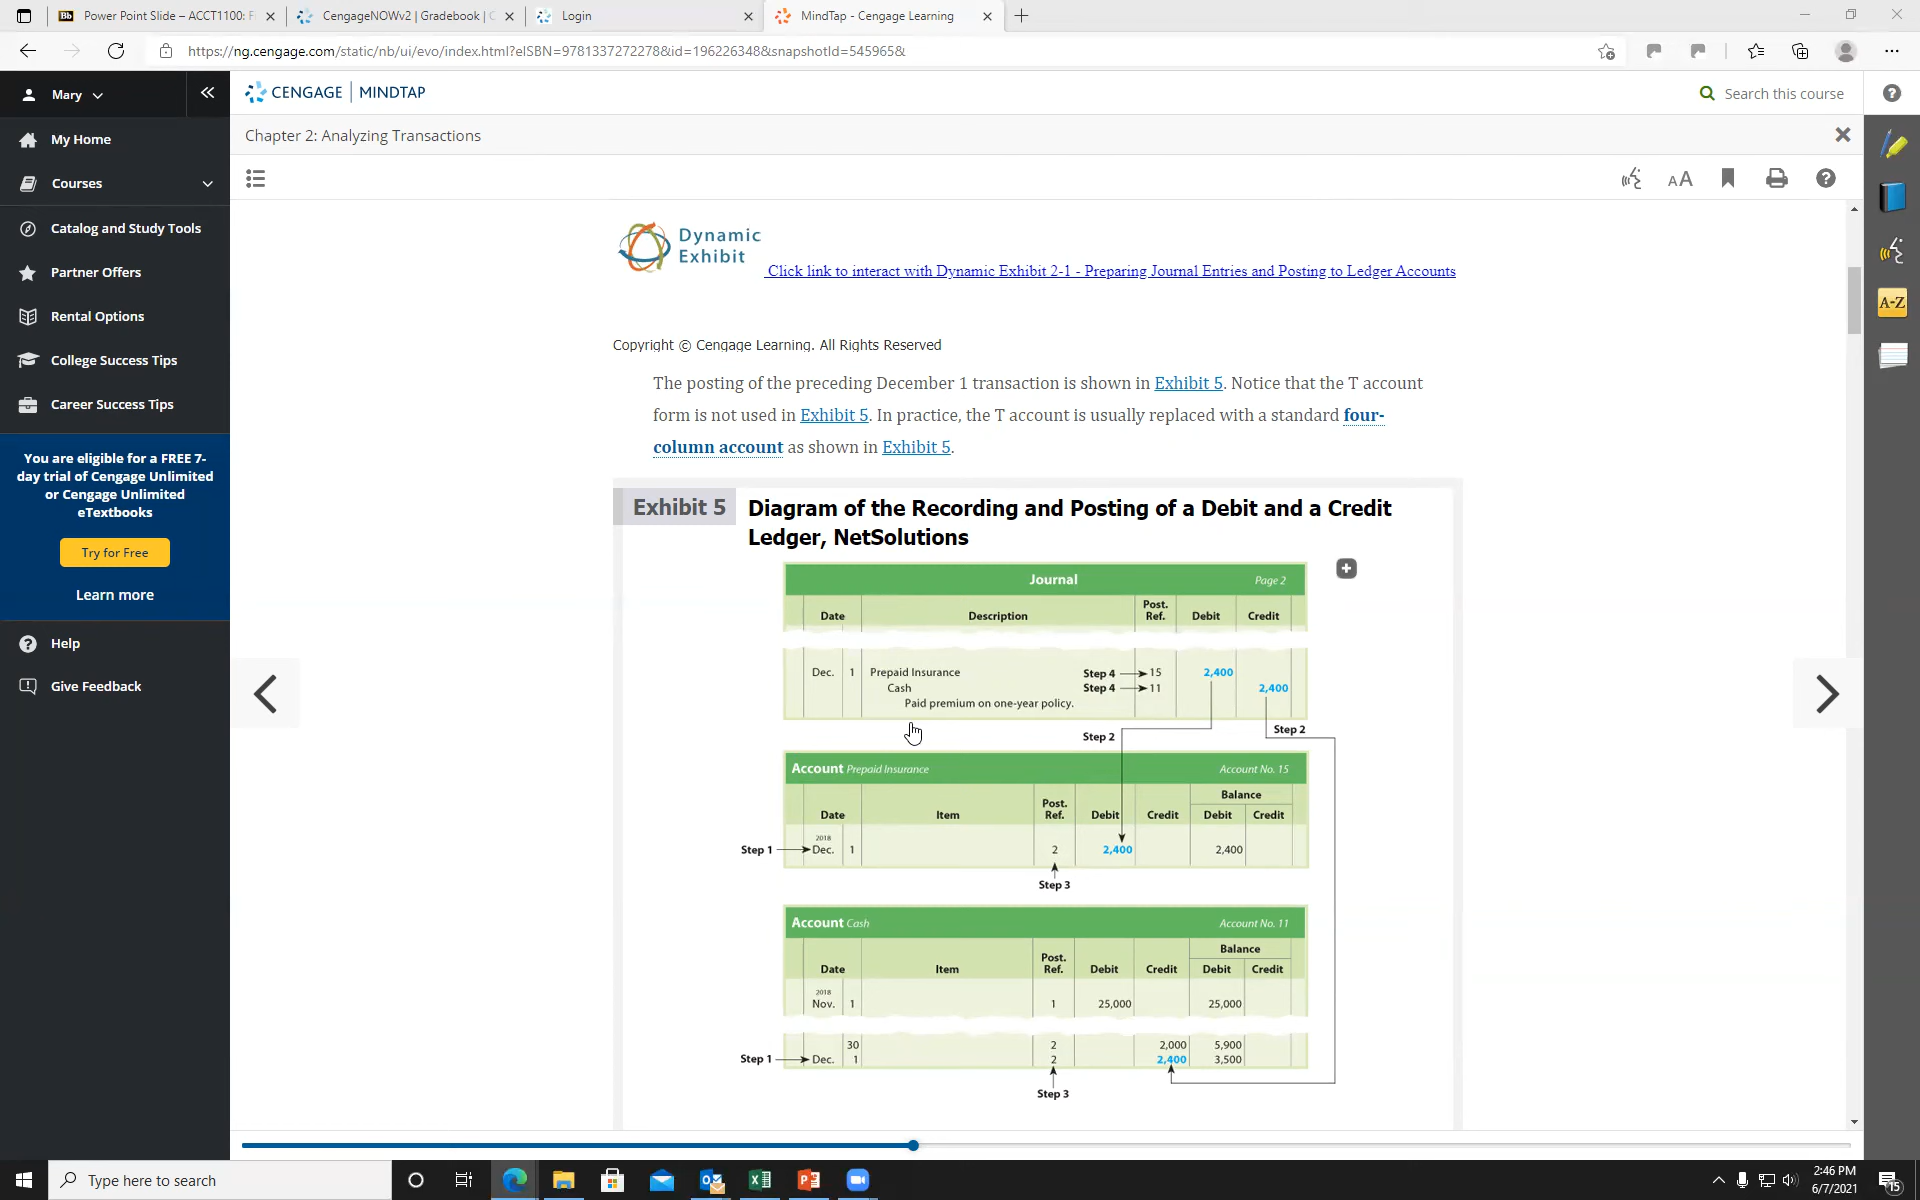 Power Point Slide – ACCT1100: F
CengageNOWv2 | Gradebook | C
Login
MindTap - Cengage Learning
https://ng.cengage.com/static/nb/ui/evo/index.html?eISBN=9781337272278&id=196226348&snapshotId=545965&
Mary
CENGAGE | MINDTAP
Search this course
Chapter 2: Analyzing Transactions
My Home
Courses
Catalog and Study Tools
Partner Offers
Rental Options
College Success Tips
Career Success Tips
You are eligible for a FREE 7-
day trial of Cengage Unlimited
or Cengage Unlimited
eTextbooks
Try for Free
Learn more
Help
Give Feedback
AA
A-Z
Dynamic
Exhibit
Click link to interact with Dynamic Exhibit 2-1 - Preparing Journal Entries and Posting to Ledger Accounts
Copyright © Cengage Learning. All Rights Reserved
The posting of the preceding December 1 transaction is shown in Exhibit 5. Notice that the T account
form is not used in Exhibit 5. In practice, the T account is usually replaced with a standard four-
column account as shown in Exhibit 5.
Exhibit 5 Diagram of the Recording and Posting of a Debit and a Credit
Ledger, NetSolutions
Journal Page 2
Date Description Post. Ref. Debit Credit
Dec. 1 Prepaid Insurance Step 4 15 2,400
Cash Step 4 11 2,400
Paid premium on one-year policy.
Step 2 Step 2
Account Prepaid Insurance Account No. 15
Balance
Date Item Post. Ref. Debit Credit Debit Credit
2018
Step 1 Dec. 1 2 2,400 2,400
Step 3
Account Cash Account No. 11
Balance
Date Item Post. Ref. Debit Credit Debit Credit
2018
Nov. 1 1 25,000 25,000
30 2 2,000 5,900
Step 1 Dec. 1 2 2,400 3,500
Step 3
Type here to search
2:46 PM
6/7/2021
15